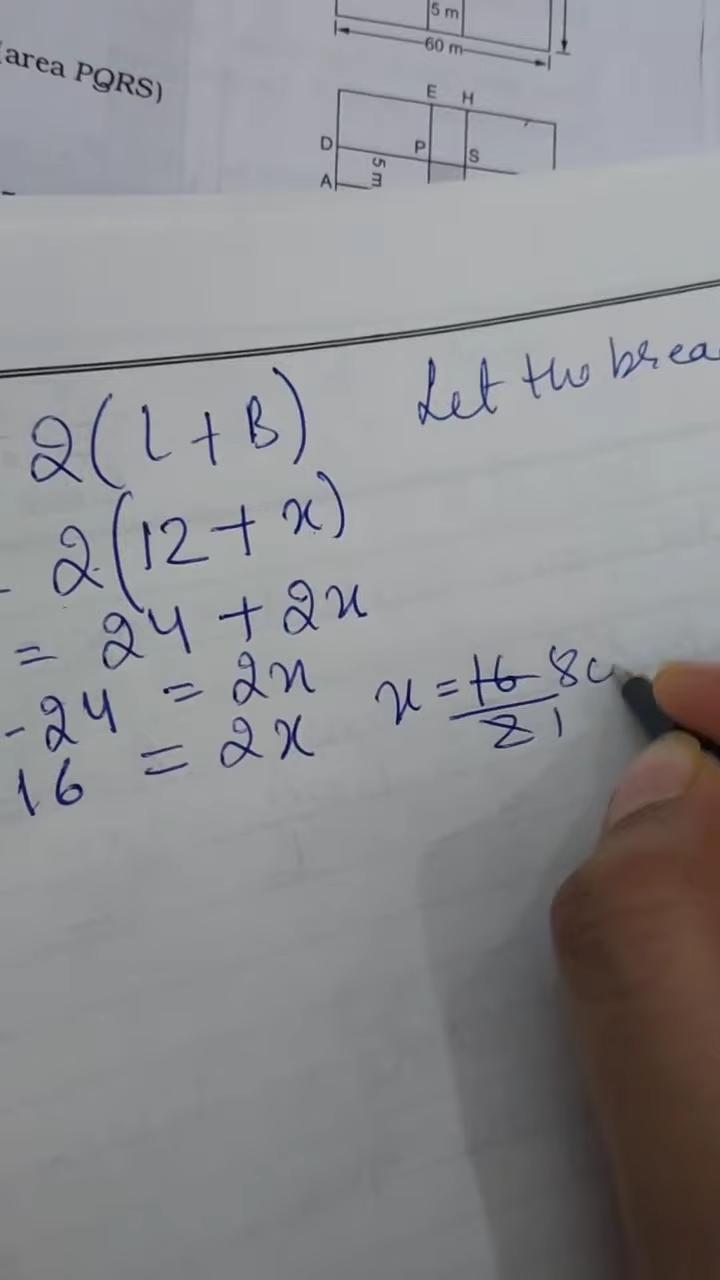 5 m
60 m
(area PQRS)
E H
D P S
5 m
A
2(l+B) Let the brea
2(12+x)
= 24+2x
-24 = 2x
16 = 2x
x = 16 8c
2 1